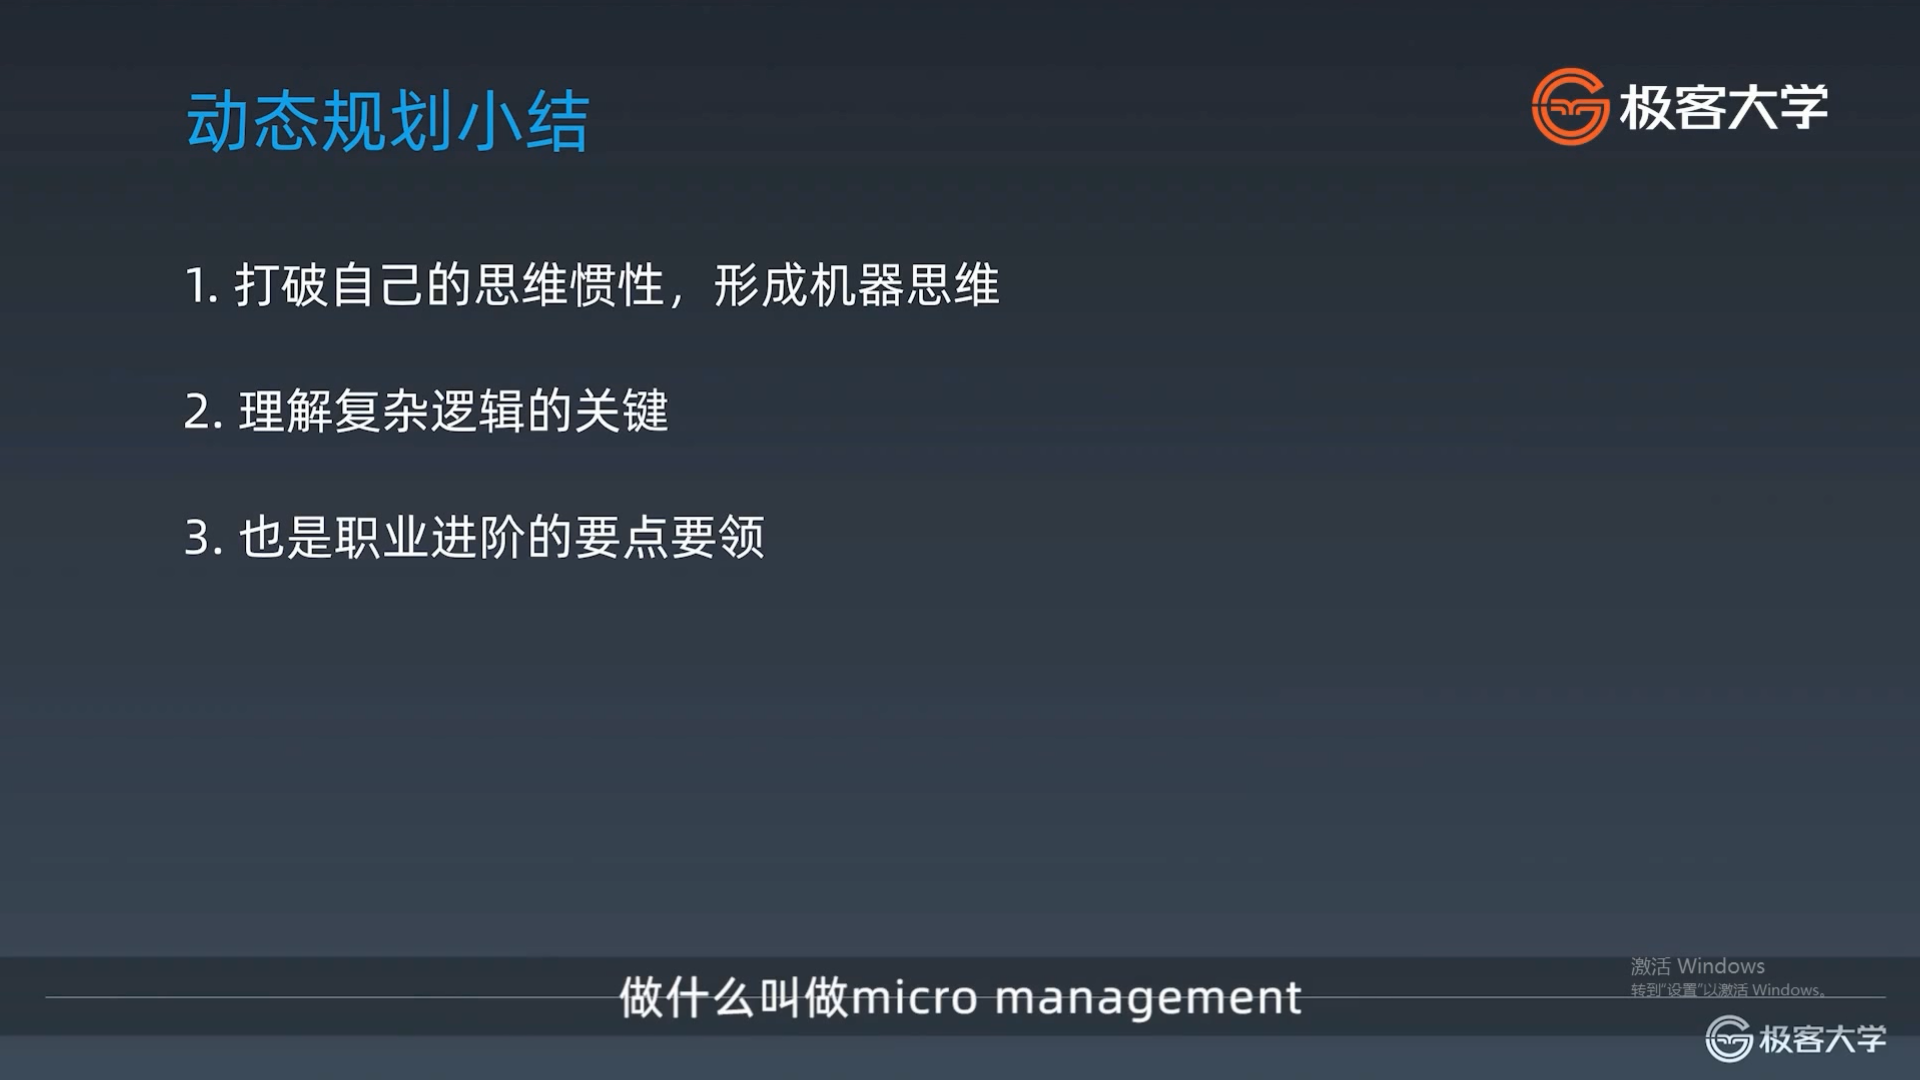 动态规划小结
极客大学
1. 打破自己的思维惯性，形成机器思维
2. 理解复杂逻辑的关键
3. 也是职业进阶的要点要领
激活 Windows
转到“设置”以激活 Windows。
做什么叫做micro management
极客大学